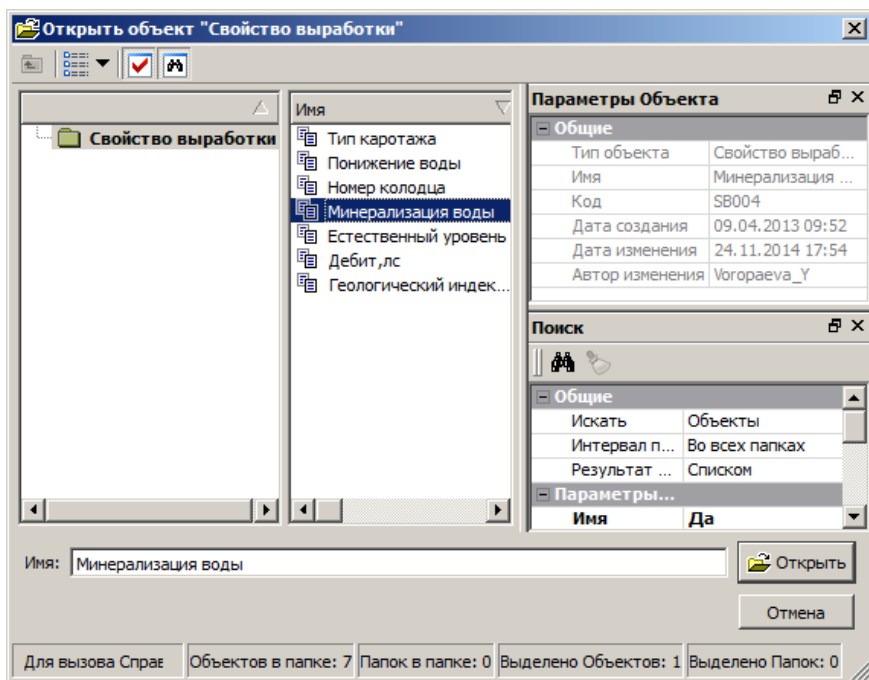 Открыть объект "Свойство выработки"
Свойство выработки
Имя
Тип каротажа
Понижение воды
Номер колодца
Минерализация воды
Естественный уровень
Дебит,лс
Геологический индек...
Параметры Объекта
Общие
Тип объекта Свойство выраб...
Имя Минерализация ...
Код SB004
Дата создания 09.04.2013 09:52
Дата изменения 24.11.2014 17:54
Автор изменения Voropaeva_Y
Поиск
Общие
Искать Объекты
Интервал п... Во всех папках
Результат ... Списком
Параметры...
Имя Да
Имя: Минерализация воды
Открыть
Отмена
Для вызова Справ Объектов в папке: 7 Папок в папке: 0 Выделено Объектов: 1 Выделено Папок: 0